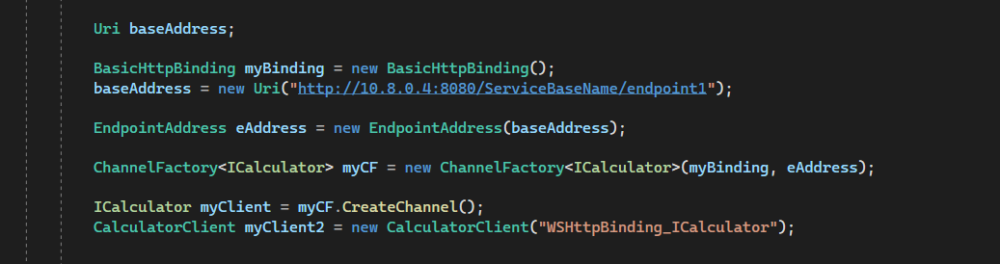 Uri baseAddress;
BasicHttpBinding myBinding = new BasicHttpBinding();
baseAddress = new Uri("http://10.8.0.4:8080/ServiceBaseName/endpoint1");
EndpointAddress eAddress = new EndpointAddress(baseAddress);
ChannelFactory<ICalculator> myCF = new ChannelFactory<ICalculator>(myBinding, eAddress);
ICalculator myClient = myCF.CreateChannel();
CalculatorClient myClient2 = new CalculatorClient("WSHttpBinding_ICalculator");